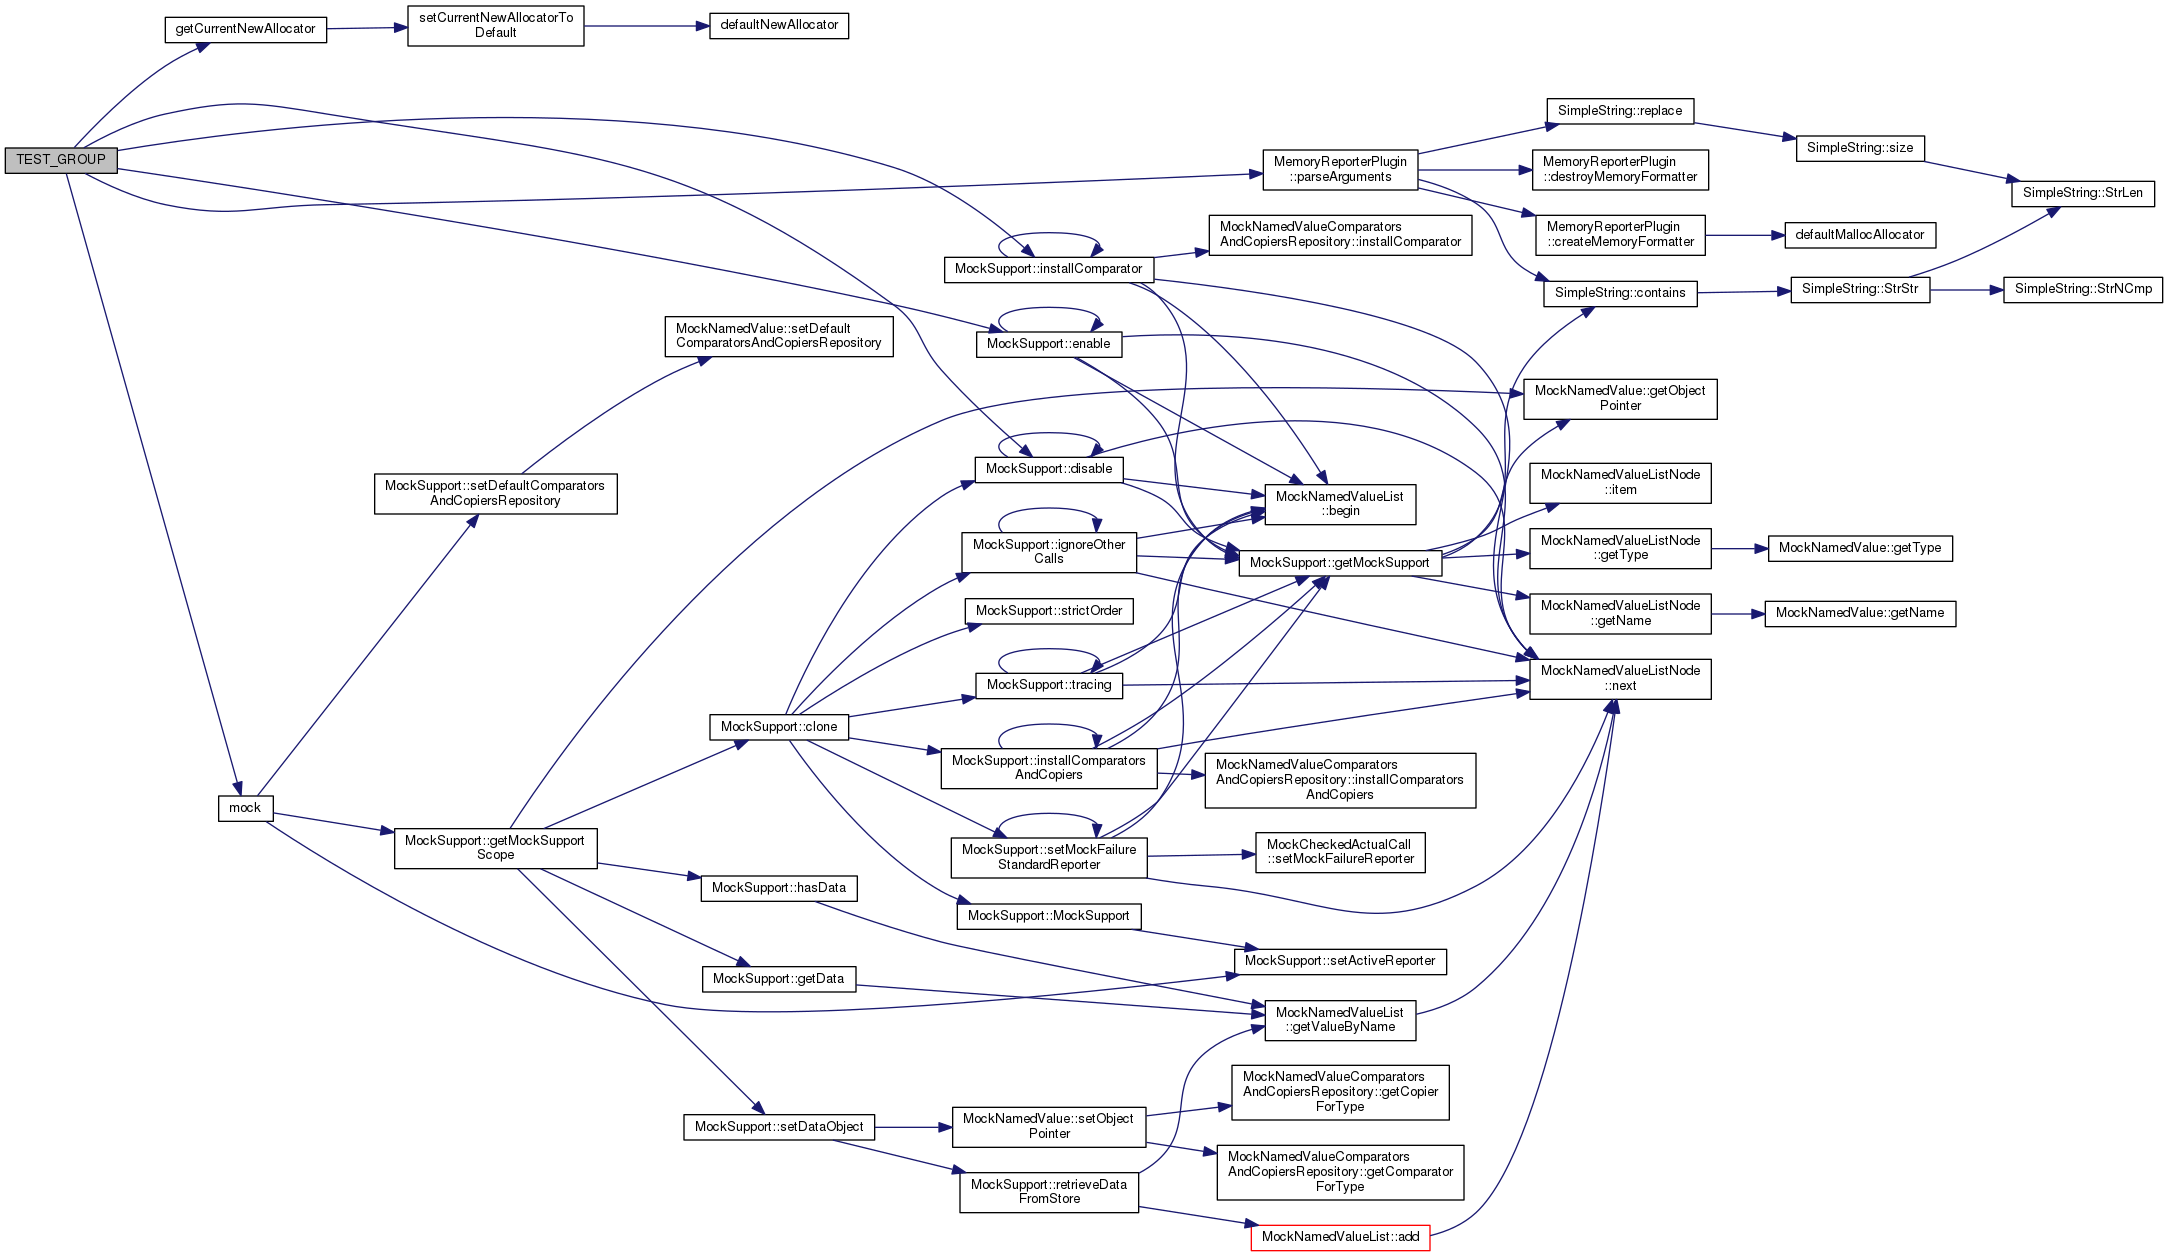 TEST_GROUP
getCurrentNewAllocator
setCurrentNewAllocatorTo
Default
defaultNewAllocator
mock
MockSupport::setDefaultComparators
AndCopiersRepository
MockNamedValue::setDefault
ComparatorsAndCopiersRepository
MockSupport::getMockSupport
Scope
MockSupport::clone
MockSupport::hasData
MockSupport::getData
MockSupport::setDataObject
MockSupport::installComparator
MockSupport::enable
MockSupport::disable
MockSupport::ignoreOther
Calls
MockSupport::strictOrder
MockSupport::tracing
MockSupport::installComparators
AndCopiers
MockSupport::setMockFailure
StandardReporter
MockSupport::MockSupport
MockNamedValue::setObject
Pointer
MockSupport::retrieveData
FromStore
MemoryReporterPlugin
::parseArguments
MockNamedValueComparators
AndCopiersRepository::installComparator
MockNamedValueList
::begin
MockSupport::getMockSupport
MockNamedValueComparators
AndCopiersRepository::installComparators
AndCopiers
MockCheckedActualCall
::setMockFailureReporter
MockSupport::setActiveReporter
MockNamedValueList
::getValueByName
MockNamedValueComparators
AndCopiersRepository::getCopier
ForType
MockNamedValueComparators
AndCopiersRepository::getComparator
ForType
MockNamedValueList::add
SimpleString::replace
MemoryReporterPlugin
::destroyMemoryFormatter
MemoryReporterPlugin
::createMemoryFormatter
SimpleString::contains
MockNamedValue::getObject
Pointer
MockNamedValueListNode
::item
MockNamedValueListNode
::getType
MockNamedValueListNode
::getName
MockNamedValueListNode
::next
SimpleString::size
defaultMallocAllocator
SimpleString::StrStr
MockNamedValue::getType
MockNamedValue::getName
SimpleString::StrLen
SimpleString::StrNCmp